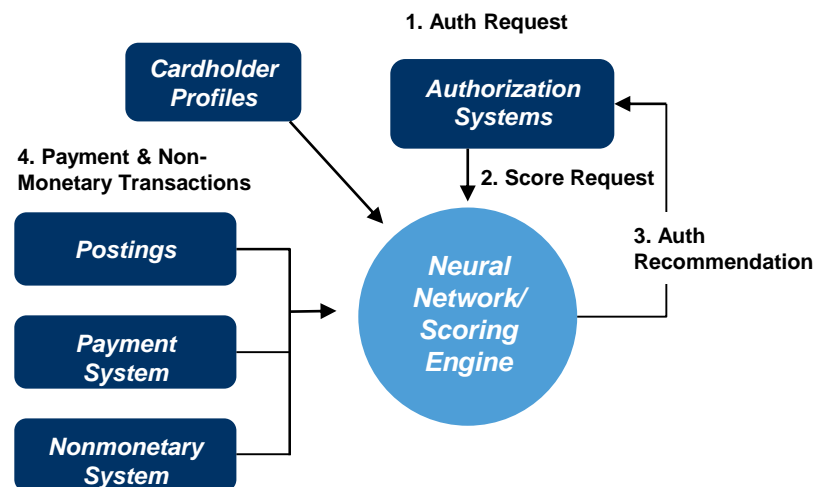 1. Auth Request
Cardholder
Profiles
Authorization
Systems
4. Payment & Non-
Monetary Transactions
2. Score Request
Postings
3. Auth
Recommendation
Neural
Network/
Scoring
Engine
Payment
System
Nonmonetary
System